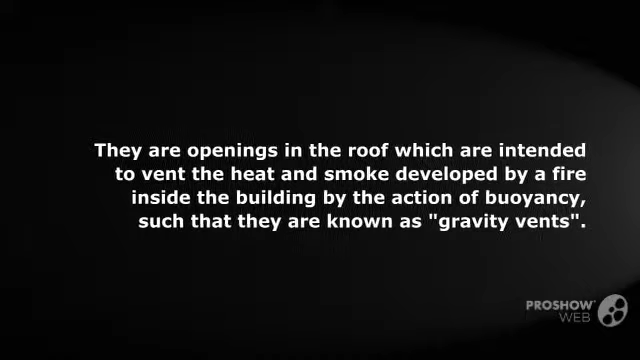 They are openings in the roof which are intended
to vent the heat and smoke developed by a fire
inside the building by the action of buoyancy,
such that they are known as "gravity vents".
PROSHOW
WEB